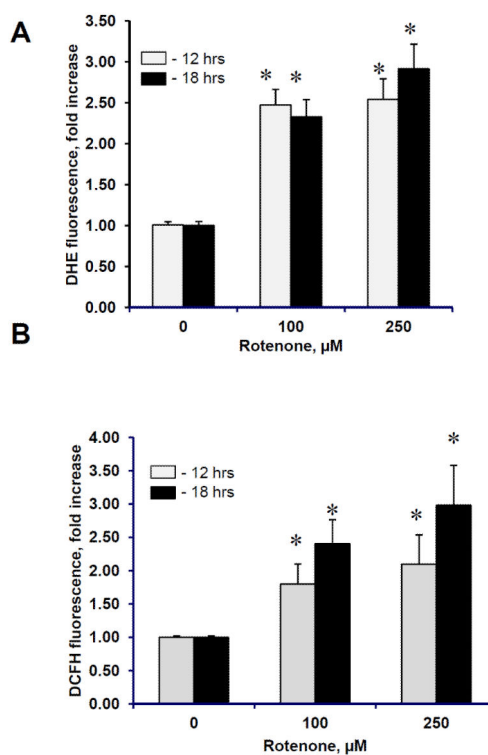 A
DHE fluorescence, fold increase
3.50
3.00
2.50
2.00
1.50
1.00
0.50
0.00
- 12 hrs
- 18 hrs
* * * *
0 100 250
Rotenone, µM
B
DCFH fluorescence, fold increase
4.00
3.50
3.00
2.50
2.00
1.50
1.00
0.50
0.00
- 12 hrs
- 18 hrs
* * * *
0 100 250
Rotenone, µM